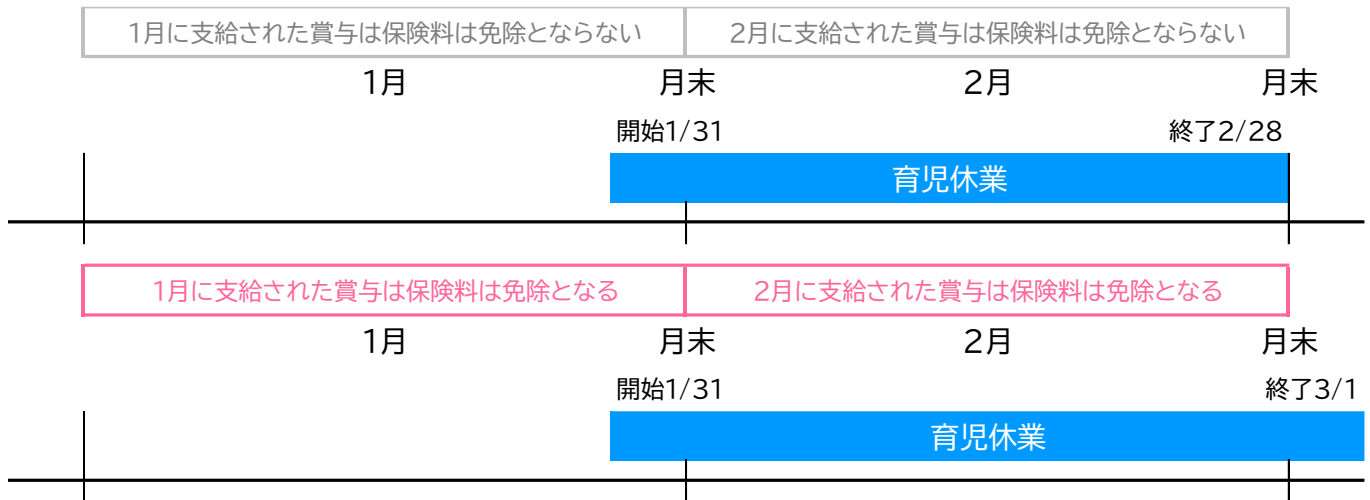 1月に支給された賞与は保険料は免除とならない 2月に支給された賞与は保険料は免除とならない
1月 月末 2月 月末
開始1/31 終了2/28
育児休業
1月に支給された賞与は保険料は免除となる 2月に支給された賞与は保険料は免除となる
1月 月末 2月 月末
開始1/31 終了3/1
育児休業